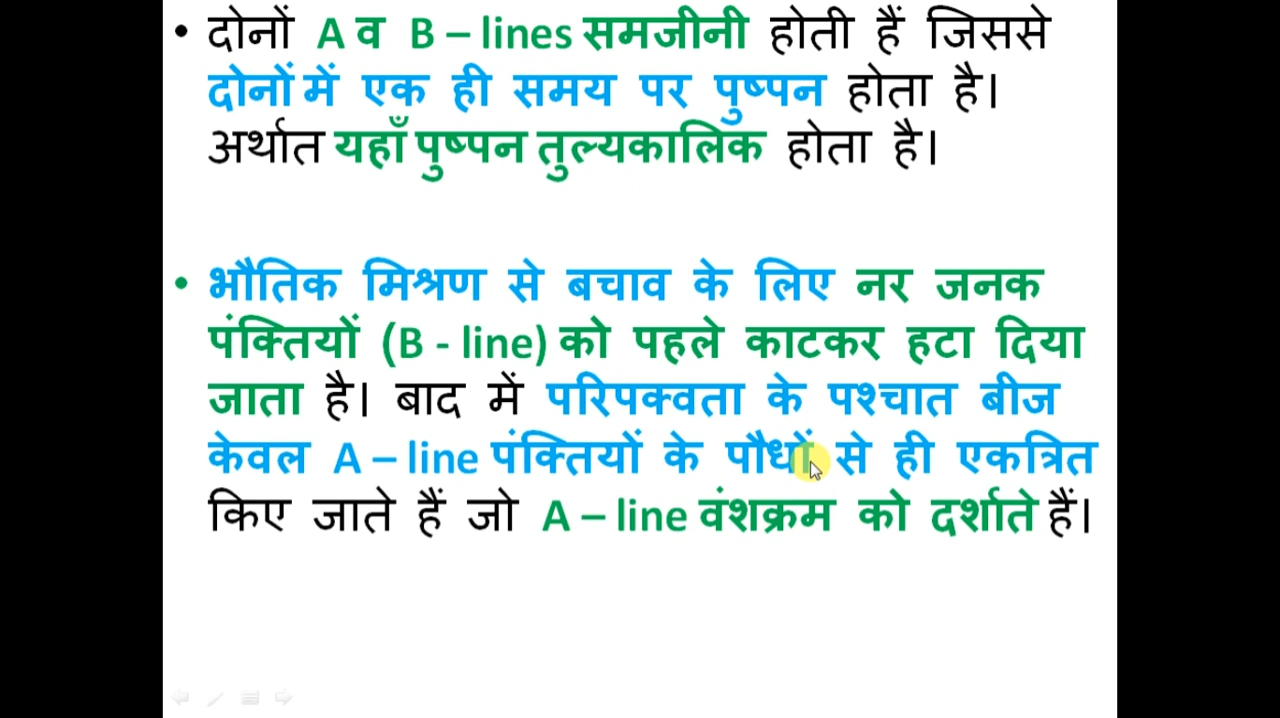 • दोनों A व B – lines समजीनी होती हैं जिससे
दोनों में एक ही समय पर पुष्पन होता है।
अर्थात यहाँ पुष्पन तुल्यकालिक होता है।
• भौतिक मिश्रण से बचाव के लिए नर जनक
पंक्तियों (B - line) को पहले काटकर हटा दिया
जाता है। बाद में परिपक्वता के पश्चात बीज
केवल A – line पंक्तियों के पौधों से ही एकत्रित
किए जाते हैं जो A – line वंशक्रम को दर्शाते हैं।